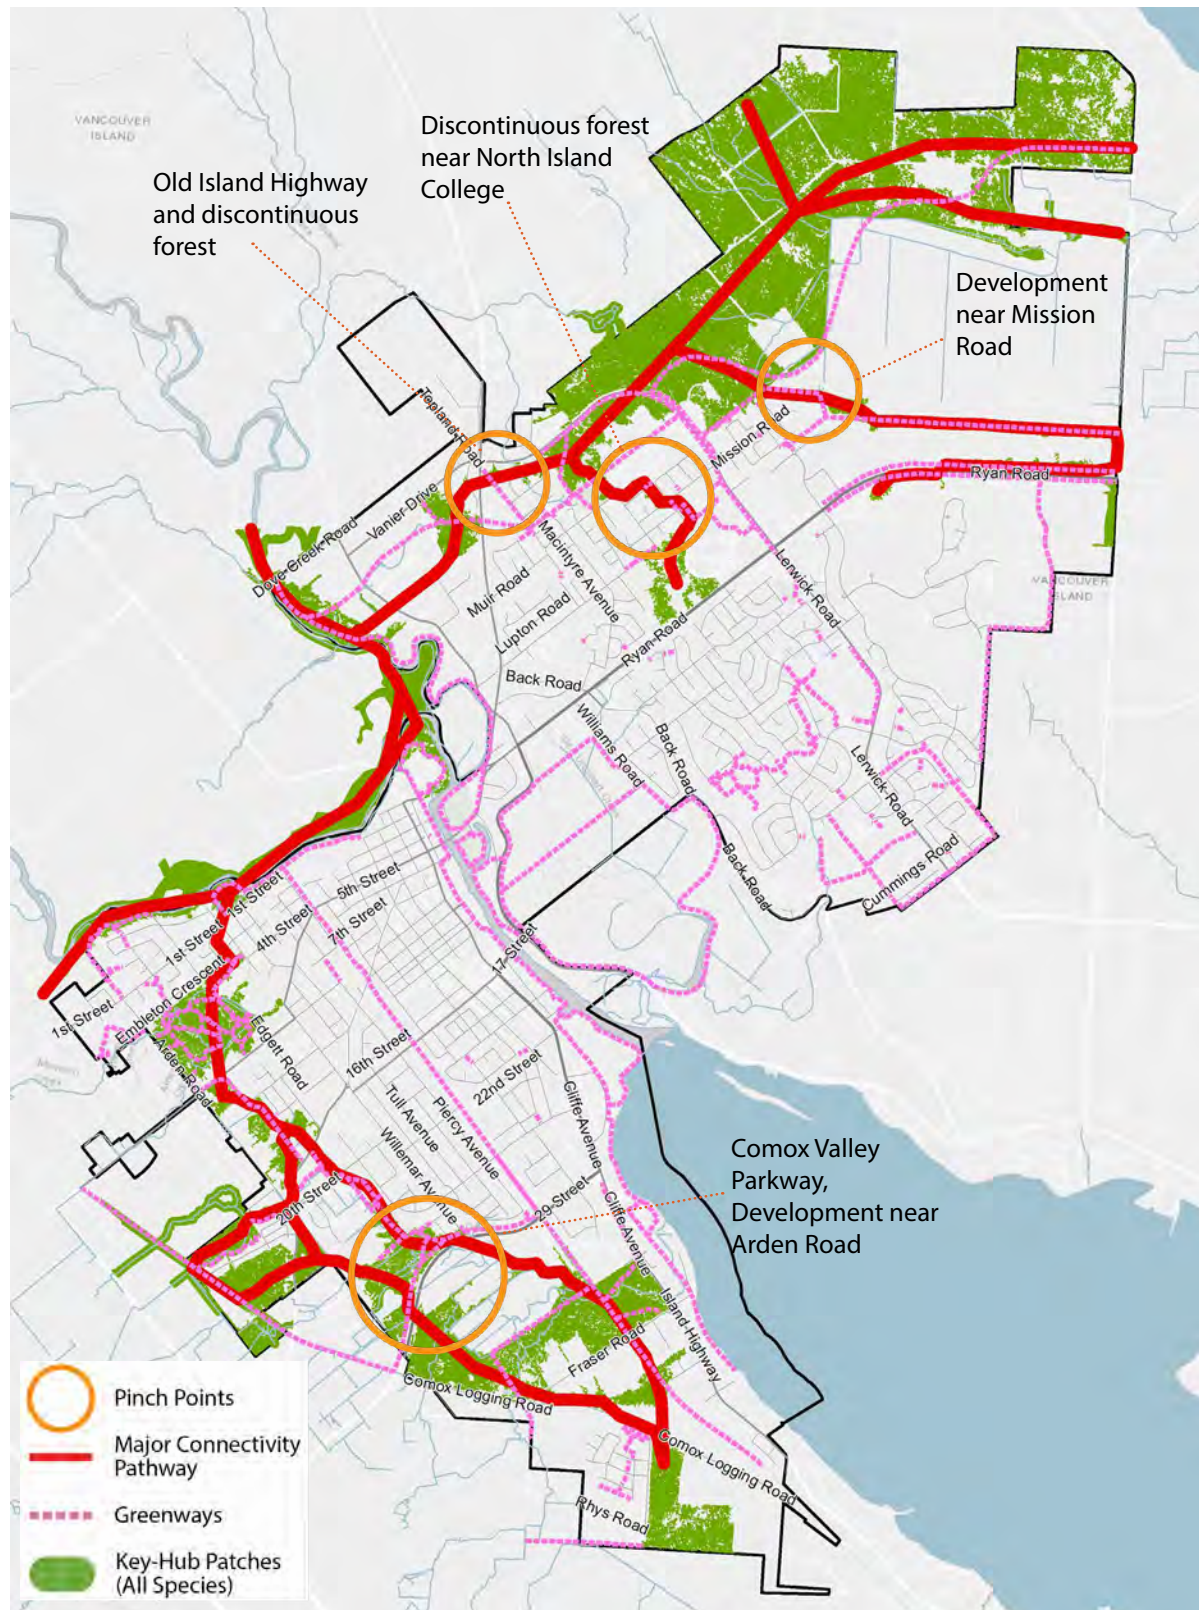 VANCOUVER
ISLAND
Discontinuous forest
near North Island
College
Old Island Highway
and discontinuous
forest
Development
near Mission
Road
Mission Road
Vanier Drive
Dove Creek Road
Ryan Road
Macintyre Avenue
Muir Road
Lupton Road
Lerwick Road
VANCOUVER
ISLAND
Ryan Road
Back Road
Williams Road
Back Road
Lerwick Road
Back Road
Cummings Road
1st Street
5th Street
4th Street
7th Street
1st Street
17 Street
Embleton Crescent
1st Street
Edgett Road
Arden Road
16th Street
22nd Street
Tull Avenue
Piercy Avenue
Cliffe Avenue
Willemar Avenue
20th Street
29 Street
Cliffe Avenue
Comox Valley
Parkway,
Development near
Arden Road
Island Highway
Fraser Road
Comox Logging Road
Comox Logging Road
Rhys Road
Pinch Points
Major Connectivity
Pathway
Greenways
Key-Hub Patches
(All Species)